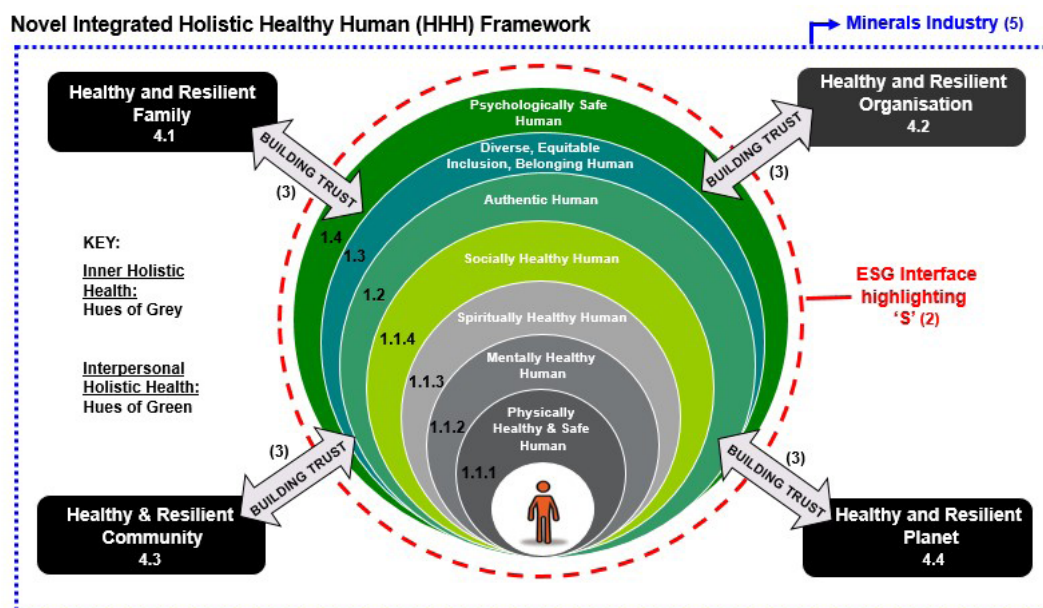 Novel Integrated Holistic Healthy Human (HHH) Framework
Minerals Industry (5)
Healthy and Resilient
Family
4.1
Healthy and Resilient
Organisation
4.2
BUILDING TRUST
(3)
BUILDING TRUST
(3)
Psychologically Safe
Human
Diverse, Equitable
Inclusion, Belonging Human
Authentic Human
Socially Healthy Human
Spiritually Healthy Human
Mentally Healthy
Human
Physically
Healthy & Safe
Human
1.4
1.3
1.2
1.1.4
1.1.3
1.1.2
1.1.1
KEY:
Inner Holistic
Health:
Hues of Grey
Interpersonal
Holistic Health:
Hues of Green
ESG Interface
highlighting
‘S’ (2)
(3)
BUILDING TRUST
(3)
BUILDING TRUST
Healthy & Resilient
Community
4.3
Healthy and Resilient
Planet
4.4